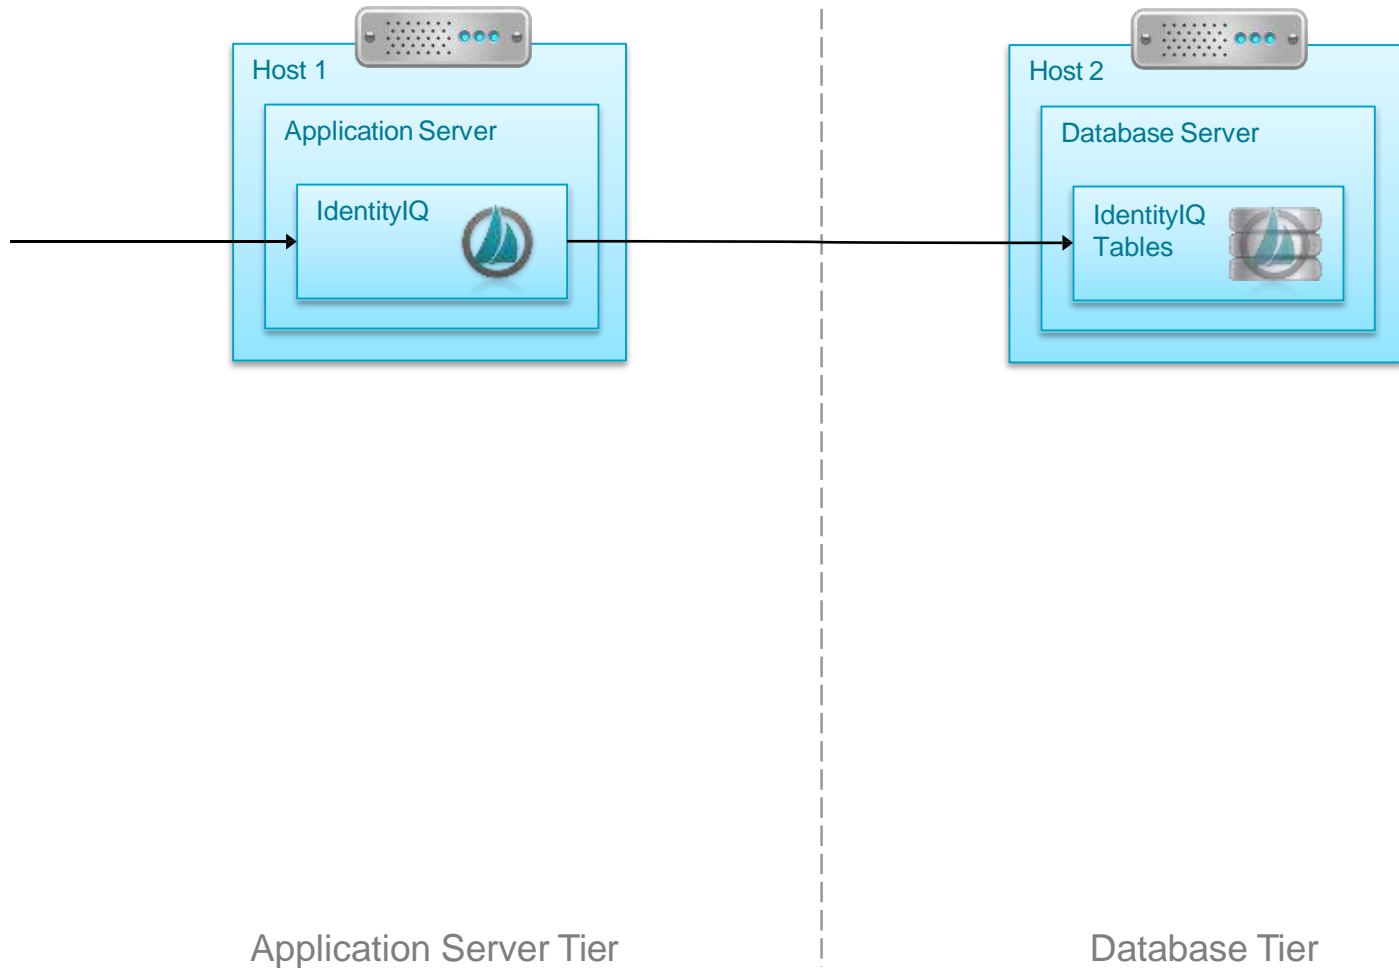 Host 1
Application Server
IdentityIQ
Host 2
Database Server
IdentityIQ
Tables
Application Server Tier
Database Tier